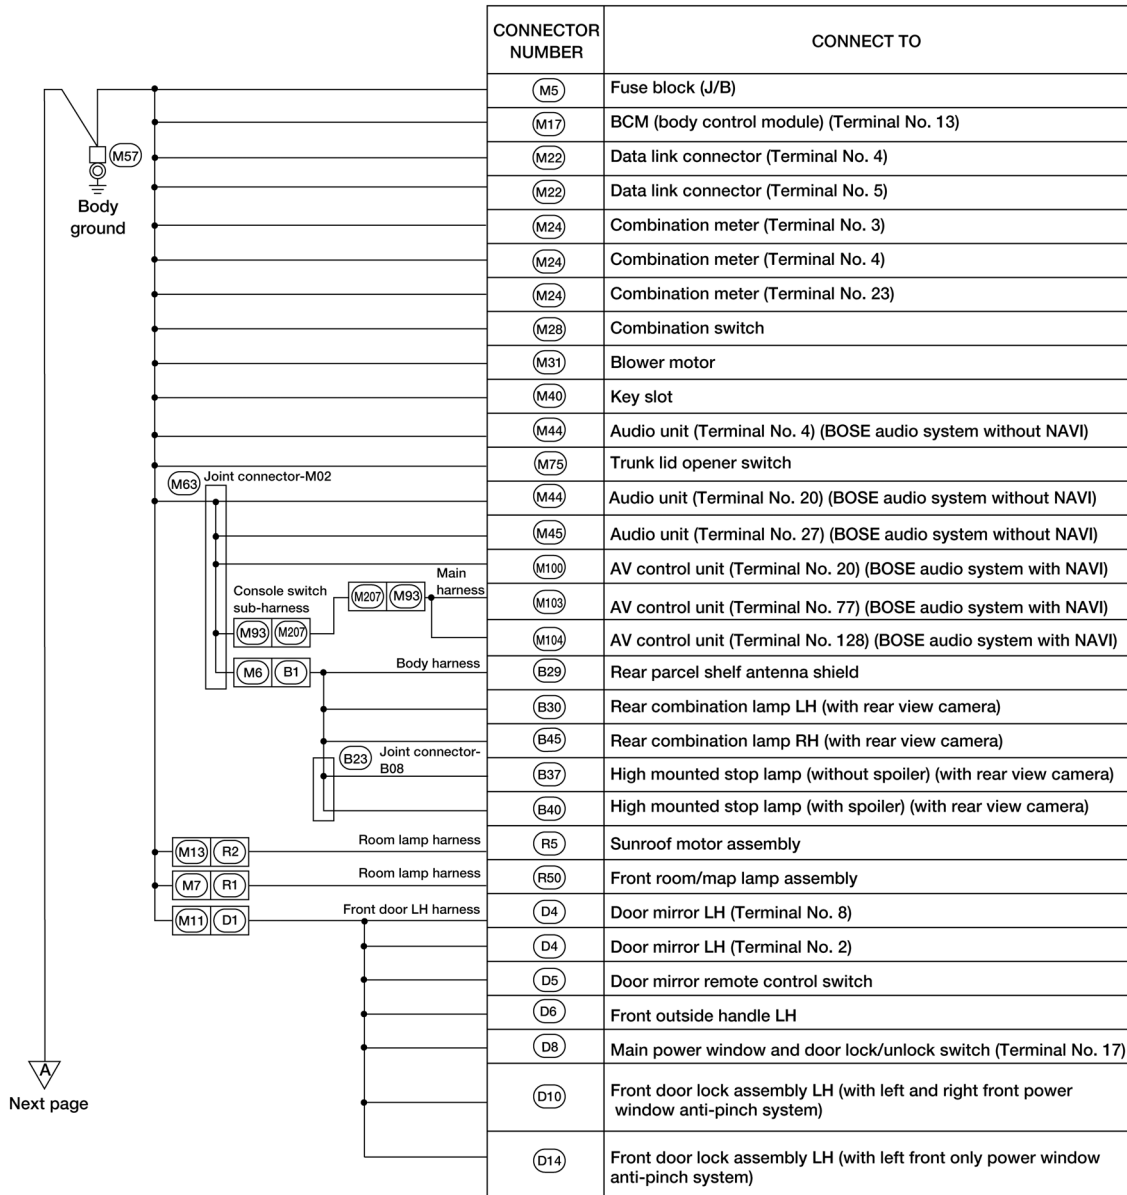 CONNECTOR
NUMBER
CONNECT TO
M5 Fuse block (J/B)
M17 BCM (body control module) (Terminal No. 13)
M57
M22 Data link connector (Terminal No. 4)
M22 Data link connector (Terminal No. 5)
Body
ground
M24 Combination meter (Terminal No. 3)
M24 Combination meter (Terminal No. 4)
M24 Combination meter (Terminal No. 23)
M28 Combination switch
M31 Blower motor
M40 Key slot
M44 Audio unit (Terminal No. 4) (BOSE audio system without NAVI)
M75 Trunk lid opener switch
M63 Joint connector-M02
M44 Audio unit (Terminal No. 20) (BOSE audio system without NAVI)
M45 Audio unit (Terminal No. 27) (BOSE audio system without NAVI)
M100 AV control unit (Terminal No. 20) (BOSE audio system with NAVI)
Main
harness
Console switch
sub-harness
M207 M93
M103 AV control unit (Terminal No. 77) (BOSE audio system with NAVI)
M93 M207
M104 AV control unit (Terminal No. 128) (BOSE audio system with NAVI)
M6 B1 Body harness
B29 Rear parcel shelf antenna shield
B30 Rear combination lamp LH (with rear view camera)
B45 Rear combination lamp RH (with rear view camera)
B23 Joint connector-
B08
B37 High mounted stop lamp (without spoiler) (with rear view camera)
B40 High mounted stop lamp (with spoiler) (with rear view camera)
M13 R2 Room lamp harness
R5 Sunroof motor assembly
M7 R1 Room lamp harness
R50 Front room/map lamp assembly
M11 D1 Front door LH harness
D4 Door mirror LH (Terminal No. 8)
D4 Door mirror LH (Terminal No. 2)
D5 Door mirror remote control switch
D6 Front outside handle LH
D8 Main power window and door lock/unlock switch (Terminal No. 17)
A
Next page
D10 Front door lock assembly LH (with left and right front power
window anti-pinch system)
D14 Front door lock assembly LH (with left front only power window
anti-pinch system)